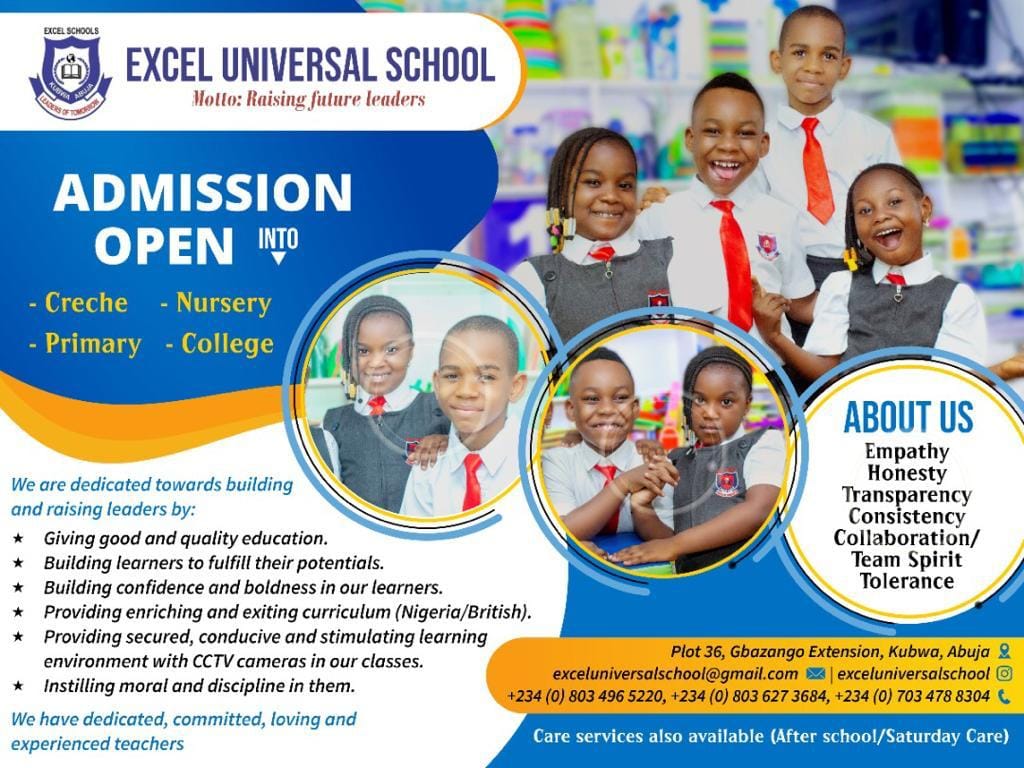 EXCEL SCHOOLS
KUBWA ABUJA
LEADERS OF TOMORROW
EXCEL UNIVERSAL SCHOOL
Motto: Raising future leaders
ADMISSION
OPEN INTO
- Creche - Nursery
- Primary - College
We are dedicated towards building
and raising leaders by:
★ Giving good and quality education.
★ Building learners to fulfill their potentials.
★ Building confidence and boldness in our learners.
★ Providing enriching and exiting curriculum (Nigeria/British).
★ Providing secured, conducive and stimulating learning
environment with CCTV cameras in our classes.
★ Instilling moral and discipline in them.
We have dedicated, committed, loving and
experienced teachers
ABOUT US
Empathy
Honesty
Transparency
Consistency
Collaboration/
Team Spirit
Tolerance
Plot 36, Gbazango Extension, Kubwa, Abuja
exceluniversalschool@gmail.com | exceluniversalschool
+234 (0) 803 496 5220, +234 (0) 803 627 3684, +234 (0) 703 478 8304
Care services also available (After school/Saturday Care)